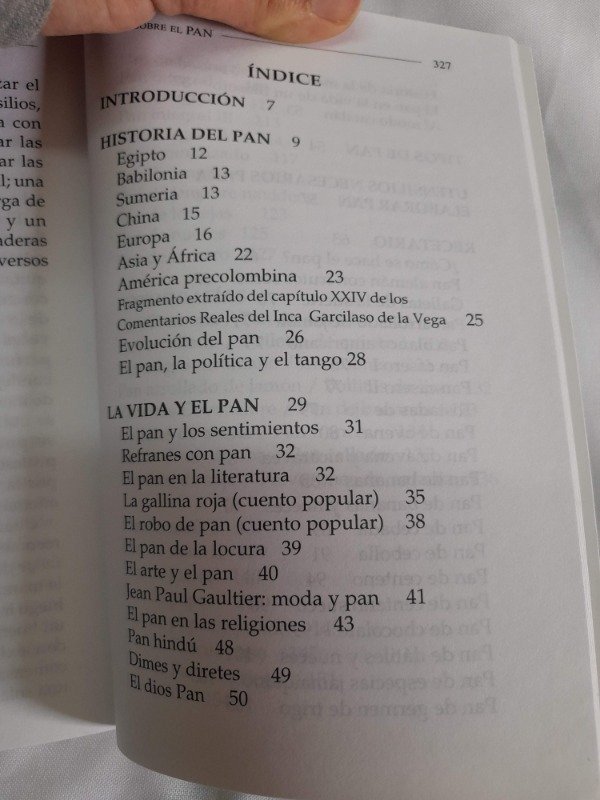 SOBRE EL PAN
327
ÍNDICE
INTRODUCCIÓN 7
HISTORIA DEL PAN 9
Egipto 12
Babilonia 13
Sumeria 13
China 15
Europa 16
Asia y África 22
América precolombina 23
Fragmento extraído del capítulo XXIV de los
Comentarios Reales del Inca Garcilaso de la Vega 25
Evolución del pan 26
El pan, la política y el tango 28
LA VIDA Y EL PAN 29
El pan y los sentimientos 31
Refranes con pan 32
El pan en la literatura 32
La gallina roja (cuento popular) 35
El robo de pan (cuento popular) 38
El pan de la locura 39
El arte y el pan 40
Jean Paul Gaultier: moda y pan 41
El pan en las religiones 43
Pan hindú 48
Dimes y diretes 49
El dios Pan 50